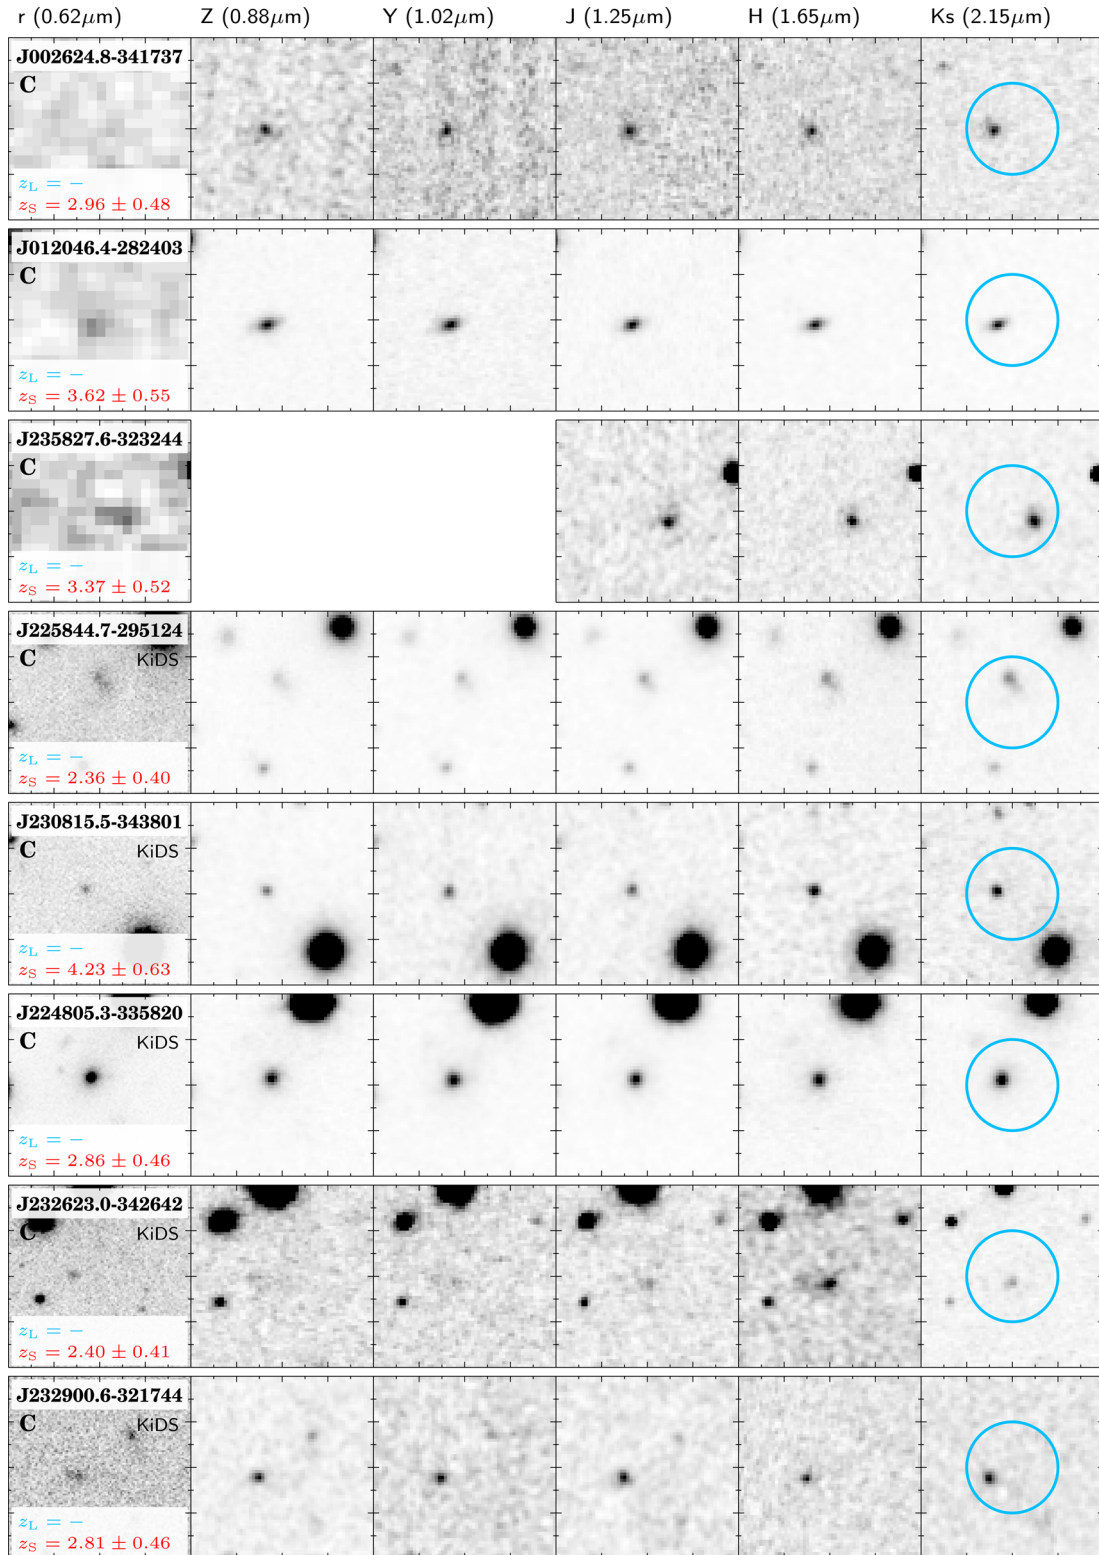 r (0.62μm) Z (0.88μm) Y (1.02μm) J (1.25μm) H (1.65μm) Ks (2.15μm)
J002624.8-341737
C
z_L = −
z_S = 2.96 ± 0.48
J012046.4-282403
C
z_L = −
z_S = 3.62 ± 0.55
J235827.6-323244
C
z_L = −
z_S = 3.37 ± 0.52
J225844.7-295124
C KiDS
z_L = −
z_S = 2.36 ± 0.40
J230815.5-343801
C KiDS
z_L = −
z_S = 4.23 ± 0.63
J224805.3-335820
C KiDS
z_L = −
z_S = 2.86 ± 0.46
J232623.0-342642
C KiDS
z_L = −
z_S = 2.40 ± 0.41
J232900.6-321744
C KiDS
z_L = −
z_S = 2.81 ± 0.46